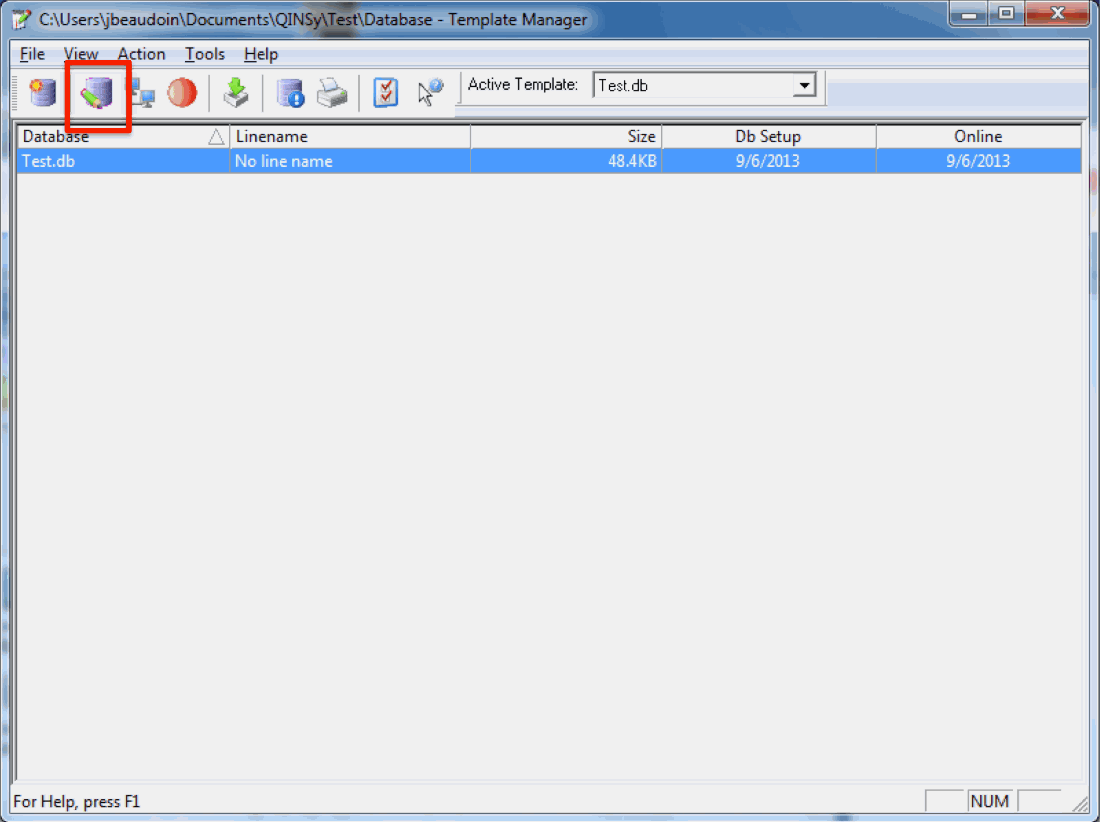 C:\Users\jbeaudoin\Documents\QINSy\Test\Database - Template Manager
File View Action Tools Help
Active Template: Test.db
Database Linename Size Db Setup Online
Test.db No line name 48.4KB 9/6/2013 9/6/2013
For Help, press F1 NUM